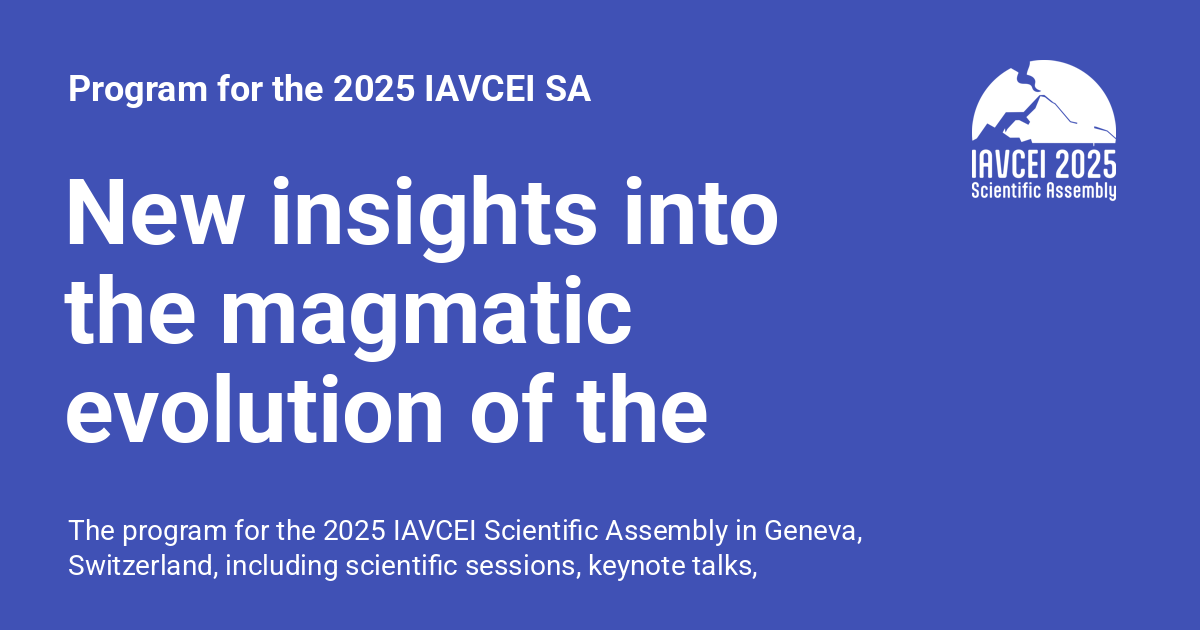 Program for the 2025 IAVCEI SA
IAVCEI 2025
Scientific Assembly
New insights into
the magmatic
evolution of the
The program for the 2025 IAVCEI Scientific Assembly in Geneva,
Switzerland, including scientific sessions, keynote talks,